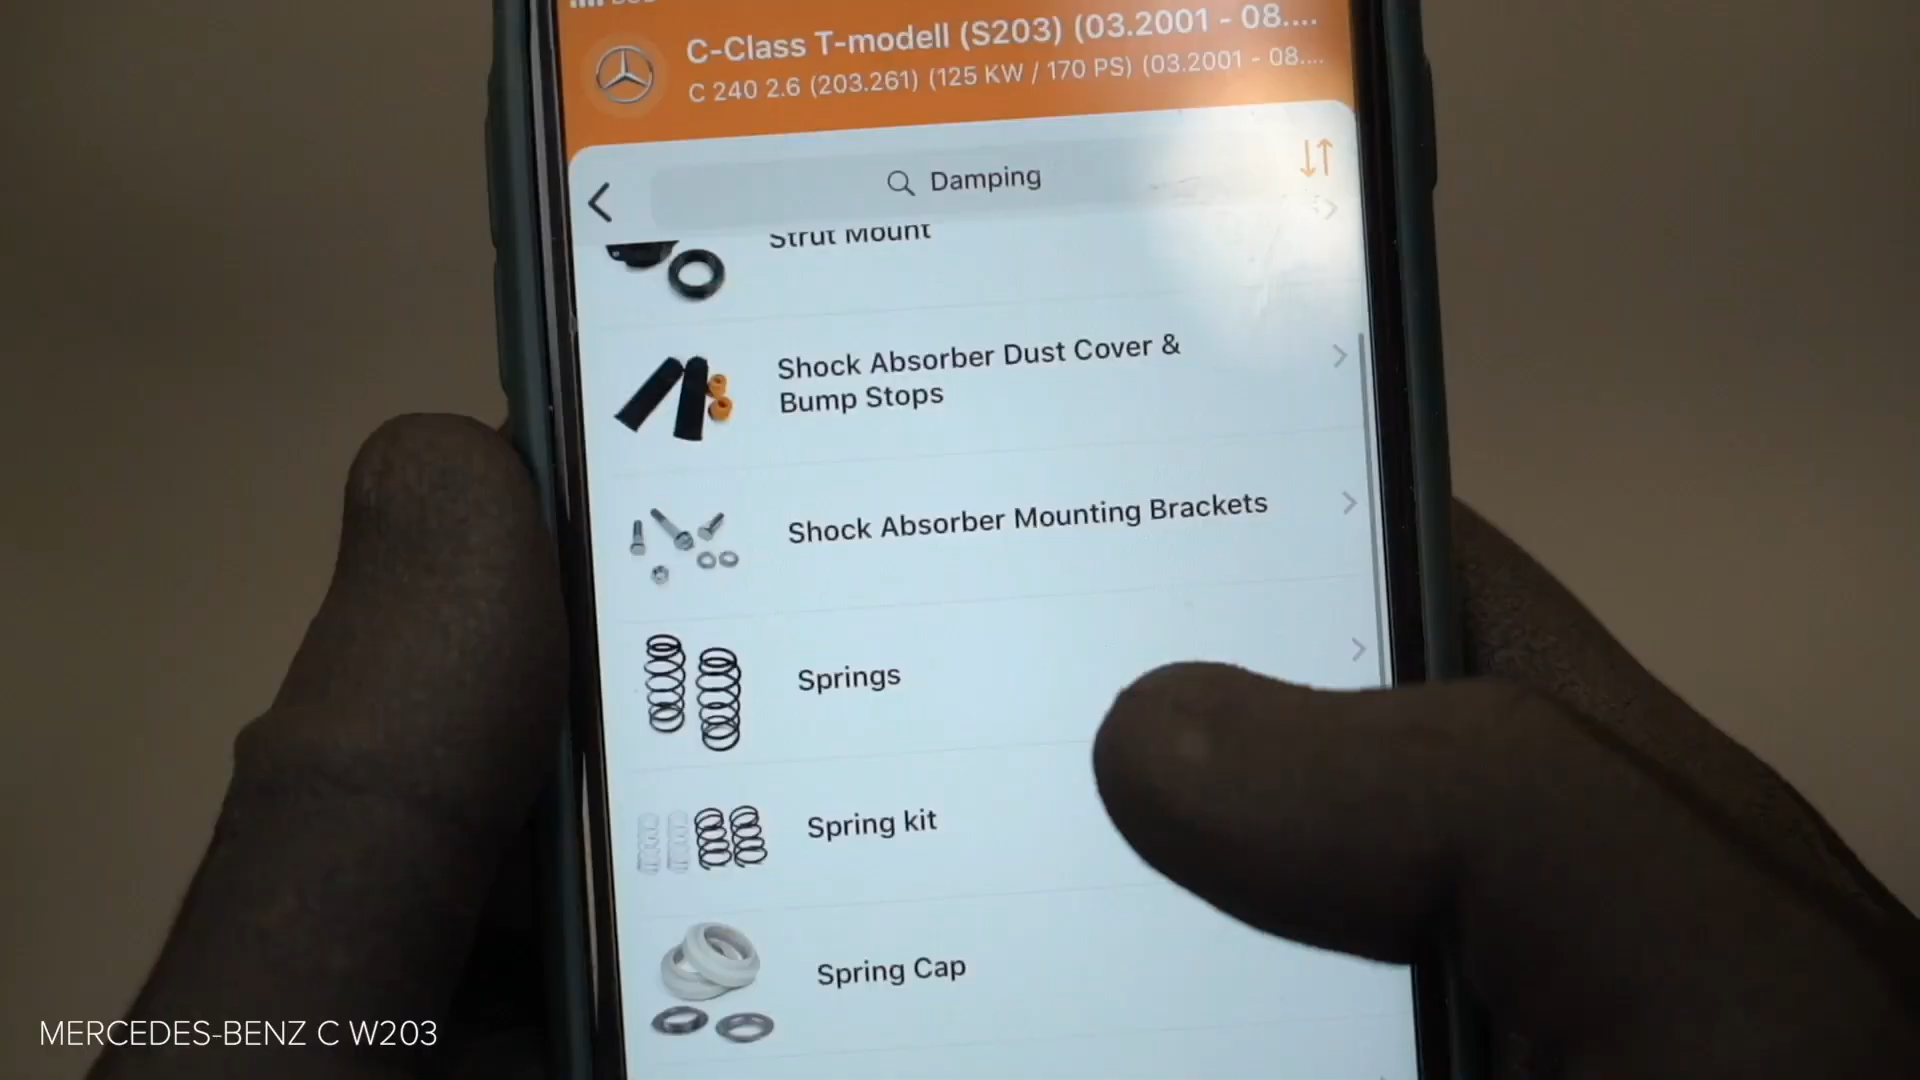 C-Class T-modell (S203) (03.2001 - 08....
C 240 2.6 (203.261) (125 KW / 170 PS) (03.2001 - 08....
Damping
Strut Mount
Shock Absorber Dust Cover &
Bump Stops
Shock Absorber Mounting Brackets
Springs
Spring kit
Spring Cap
MERCEDES-BENZ C W203